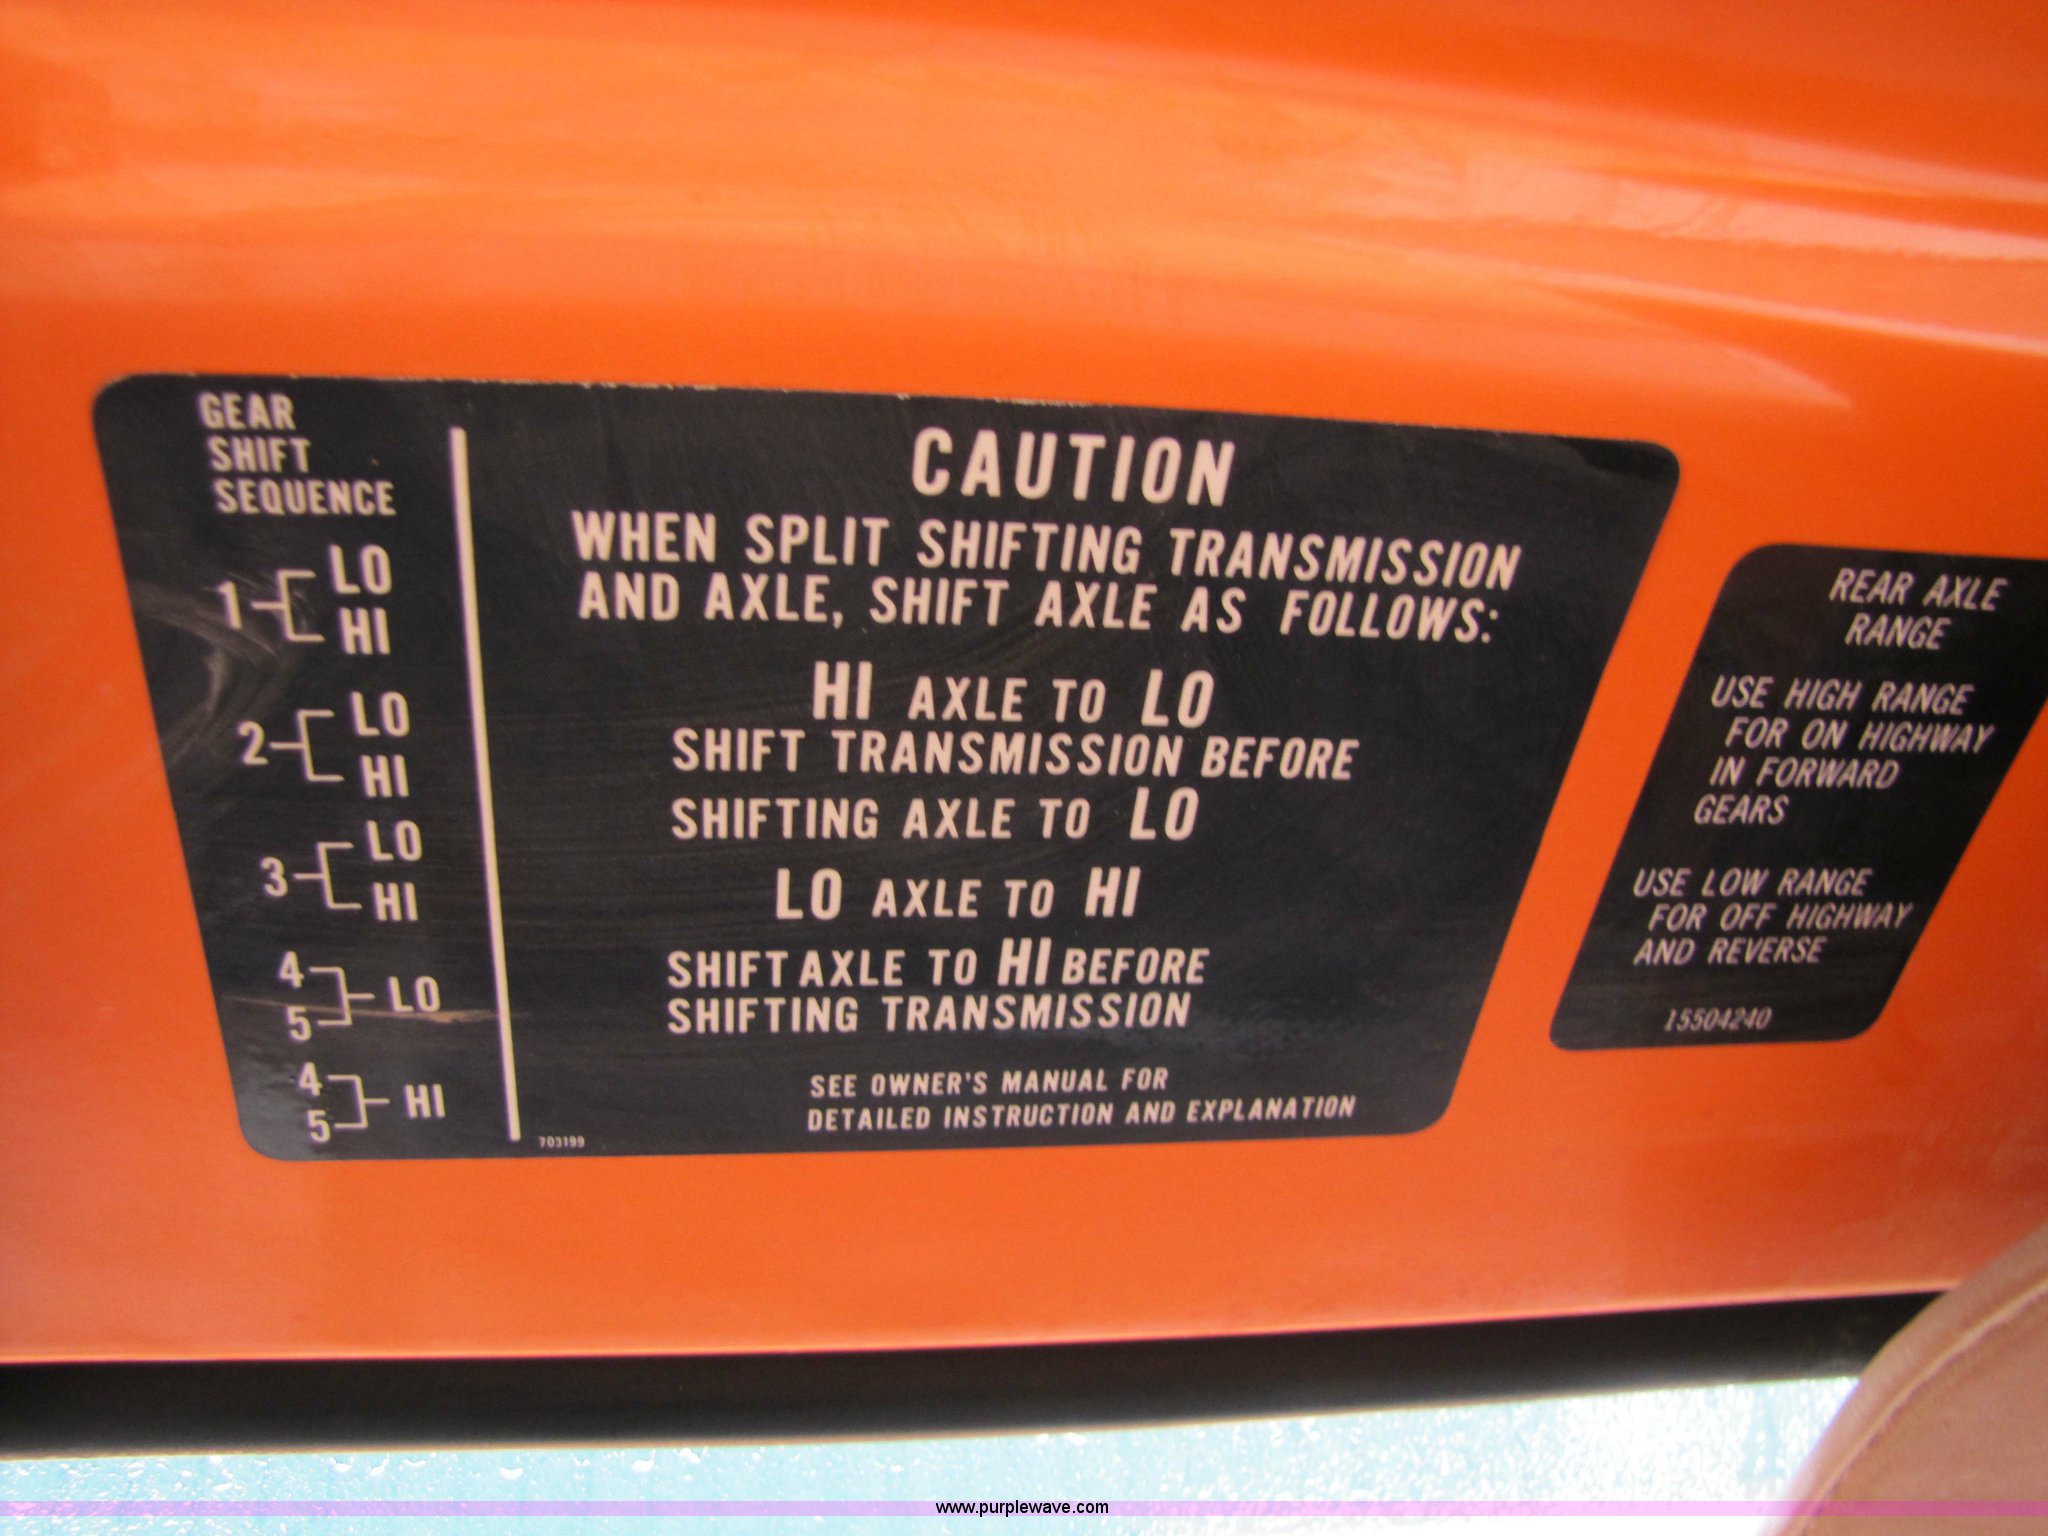 GEAR
SHIFT
SEQUENCE
1 LO
HI
2 LO
HI
3 LO
HI
4
5 LO
4
5 HI
CAUTION
WHEN SPLIT SHIFTING TRANSMISSION
AND AXLE, SHIFT AXLE AS FOLLOWS:
HI AXLE TO LO
SHIFT TRANSMISSION BEFORE
SHIFTING AXLE TO LO
LO AXLE TO HI
SHIFT AXLE TO HI BEFORE
SHIFTING TRANSMISSION
SEE OWNER'S MANUAL FOR
DETAILED INSTRUCTION AND EXPLANATION
703199
REAR AXLE
RANGE
USE HIGH RANGE
FOR ON HIGHWAY
IN FORWARD
GEARS
USE LOW RANGE
FOR OFF HIGHWAY
AND REVERSE
15504240
www.purplewave.com